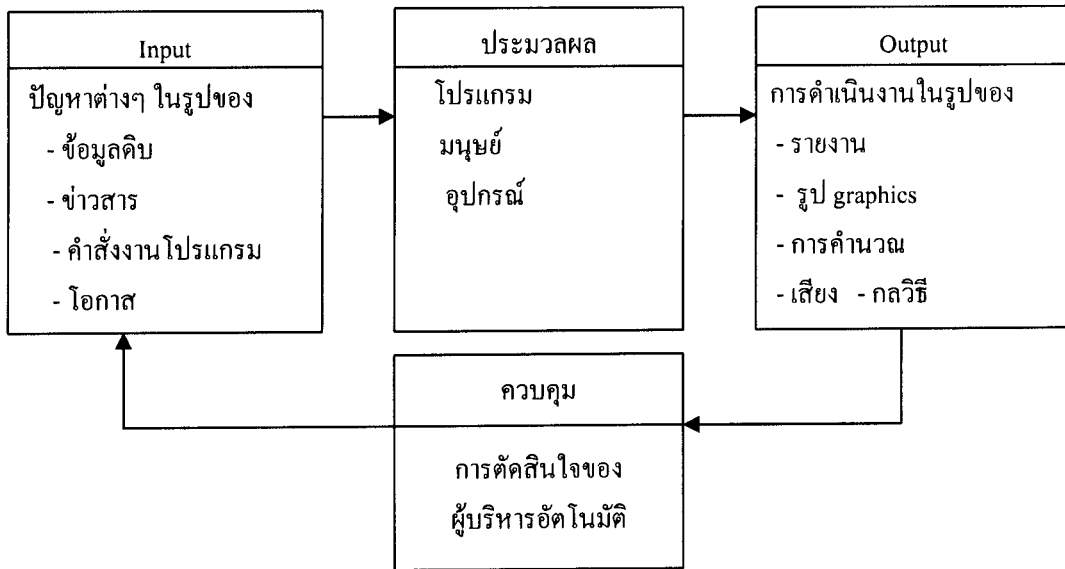 Input
ปัญหาต่างๆ ในรูปของ
- ข้อมูลดิบ
- ข่าวสาร
- คำสั่งงานโปรแกรม
- โอกาส
ประมวลผล
โปรแกรม
มนุษย์
อุปกรณ์
Output
การดำเนินงานในรูปของ
- รายงาน
- รูป graphics
- การคำนวณ
- เสียง - กลวิธี
ควบคุม
การตัดสินใจของ
ผู้บริหารอัตโนมัติ